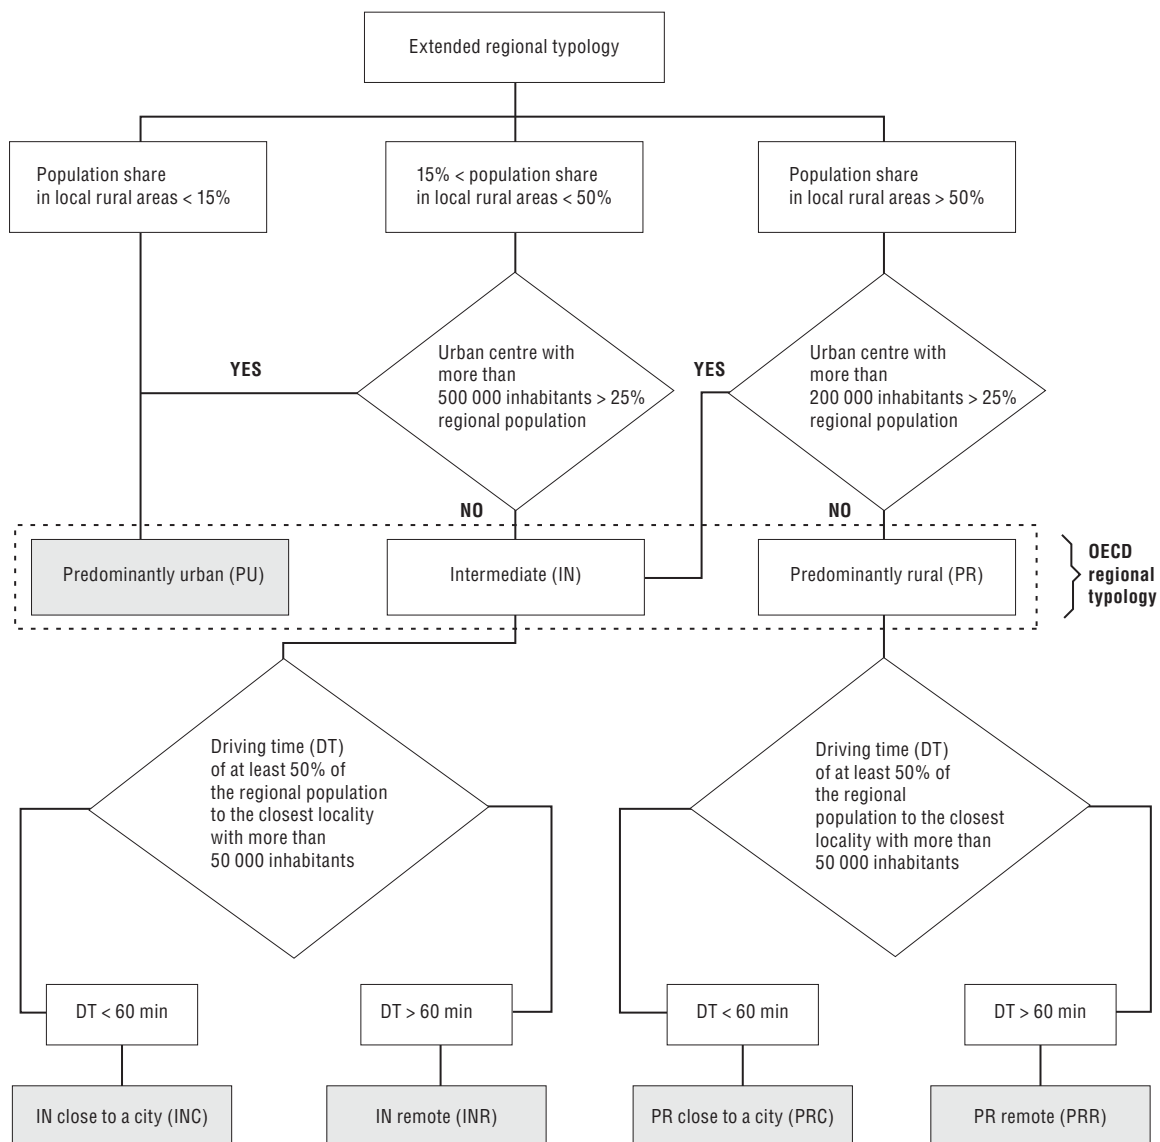 Extended regional typology
Population share
in local rural areas < 15%
15% < population share
in local rural areas < 50%
Population share
in local rural areas > 50%
YES
Urban centre with
more than
500 000 inhabitants > 25%
regional population
YES
Urban centre with
more than
200 000 inhabitants > 25%
regional population
NO
NO
Predominantly urban (PU)
Intermediate (IN)
Predominantly rural (PR)
OECD
regional
typology
Driving time (DT)
of at least 50% of
the regional population
to the closest locality
with more than
50 000 inhabitants
Driving time (DT)
of at least 50% of
the regional
population to the closest
locality with more than
50 000 inhabitants
DT < 60 min
DT > 60 min
DT < 60 min
DT > 60 min
IN close to a city (INC)
IN remote (INR)
PR close to a city (PRC)
PR remote (PRR)